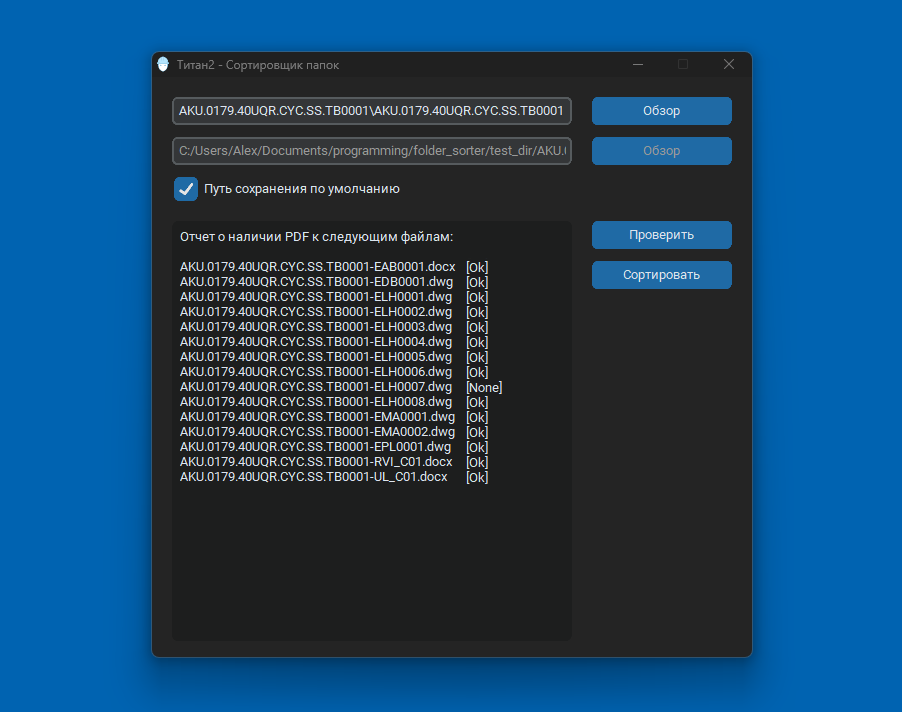 Титан2 - Сортировщик папок
AKU.0179.40UQR.CYC.SS.TB0001\AKU.0179.40UQR.CYC.SS.TB0001
Обзор
C:/Users/Alex/Documents/programming/folder_sorter/test_dir/AKU.
Обзор
Путь сохранения по умолчанию
Отчет о наличии PDF к следующим файлам:
Проверить
AKU.0179.40UQR.CYC.SS.TB0001-EAB0001.docx [Ok]
Сортировать
AKU.0179.40UQR.CYC.SS.TB0001-EDB0001.dwg [Ok]
AKU.0179.40UQR.CYC.SS.TB0001-ELH0001.dwg [Ok]
AKU.0179.40UQR.CYC.SS.TB0001-ELH0002.dwg [Ok]
AKU.0179.40UQR.CYC.SS.TB0001-ELH0003.dwg [Ok]
AKU.0179.40UQR.CYC.SS.TB0001-ELH0004.dwg [Ok]
AKU.0179.40UQR.CYC.SS.TB0001-ELH0005.dwg [Ok]
AKU.0179.40UQR.CYC.SS.TB0001-ELH0006.dwg [Ok]
AKU.0179.40UQR.CYC.SS.TB0001-ELH0007.dwg [None]
AKU.0179.40UQR.CYC.SS.TB0001-ELH0008.dwg [Ok]
AKU.0179.40UQR.CYC.SS.TB0001-EMA0001.dwg [Ok]
AKU.0179.40UQR.CYC.SS.TB0001-EMA0002.dwg [Ok]
AKU.0179.40UQR.CYC.SS.TB0001-EPL0001.dwg [Ok]
AKU.0179.40UQR.CYC.SS.TB0001-RVI_C01.docx [Ok]
AKU.0179.40UQR.CYC.SS.TB0001-UL_C01.docx [Ok]